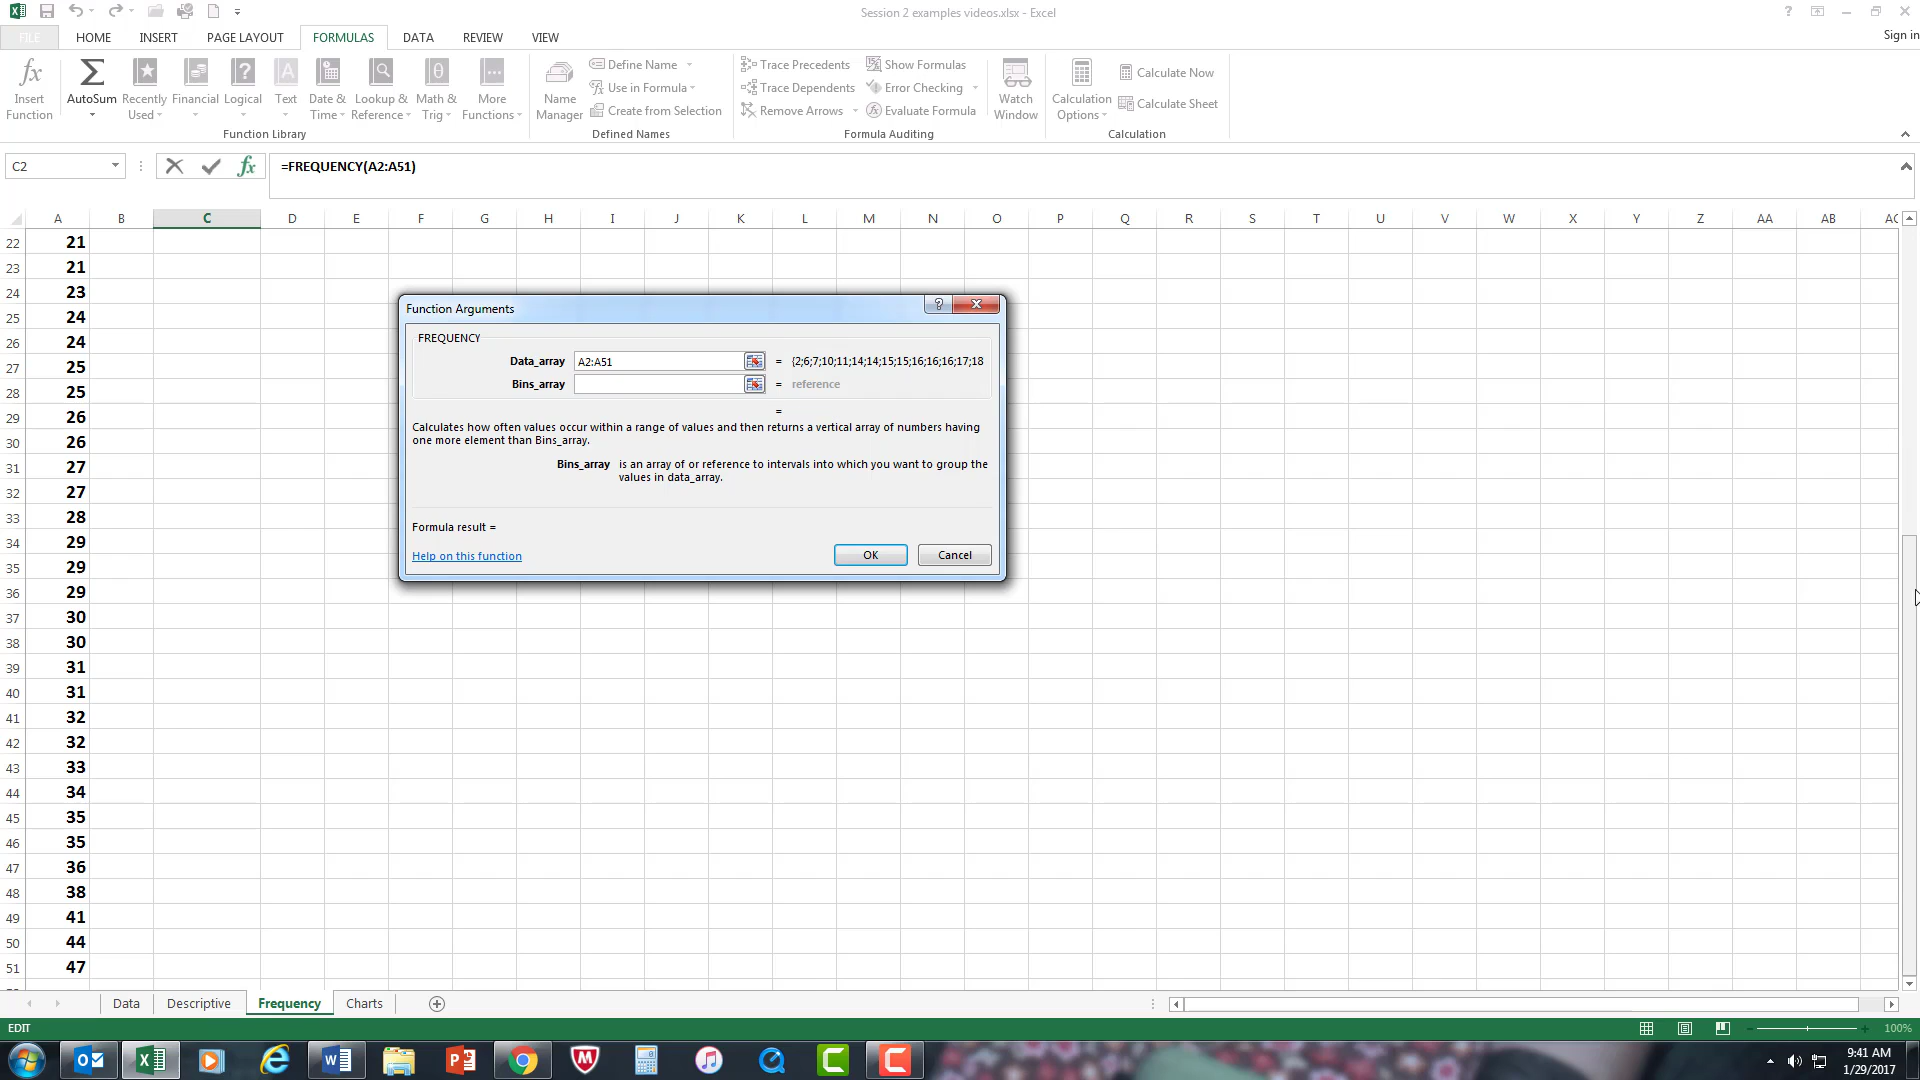 Session 2 examples videos.xlsx - Excel
FILE HOME INSERT PAGE LAYOUT FORMULAS DATA REVIEW VIEW Sign in
Insert Function AutoSum Recently Used Financial Logical Text Date & Time Lookup & Reference Math & Trig More Functions
Function Library
Name Manager Define Name Use in Formula Create from Selection
Defined Names
Trace Precedents Trace Dependents Remove Arrows Show Formulas Error Checking Evaluate Formula Watch Window
Formula Auditing
Calculation Options Calculate Now Calculate Sheet
Calculation
C2 fx =FREQUENCY(A2:A51)
A B C D E F G H I J K L M N O P Q R S T U V W X Y Z AA AB AC
22 21
23 21
24 23
25 24
26 24
27 25
28 25
29 26
30 26
31 27
32 27
33 28
34 29
35 29
36 29
37 30
38 30
39 31
40 31
41 32
42 32
43 33
44 34
45 35
46 35
47 36
48 38
49 41
50 44
51 47
Function Arguments
FREQUENCY
Data_array A2:A51 = {2;6;7;10;11;14;14;15;15;16;16;16;17;18
Bins_array = reference
=
Calculates how often values occur within a range of values and then returns a vertical array of numbers having
one more element than Bins_array.
Bins_array is an array of or reference to intervals into which you want to group the
values in data_array.
Formula result =
Help on this function OK Cancel
Data Descriptive Frequency Charts
EDIT 100%
9:41 AM
1/29/2017